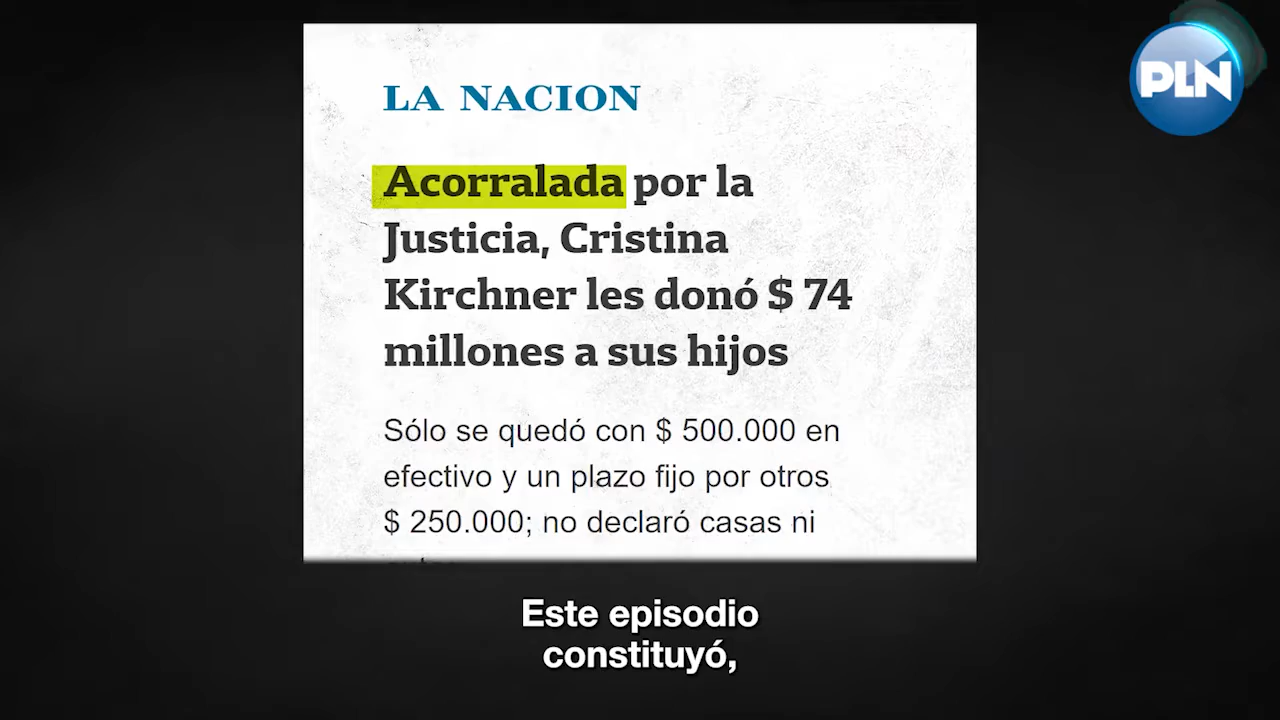 PLN
LA NACION
Acorralada por la
Justicia, Cristina
Kirchner les donó $ 74
millones a sus hijos
Sólo se quedó con $ 500.000 en
efectivo y un plazo fijo por otros
$ 250.000; no declaró casas ni
Este episodio
constituyó,